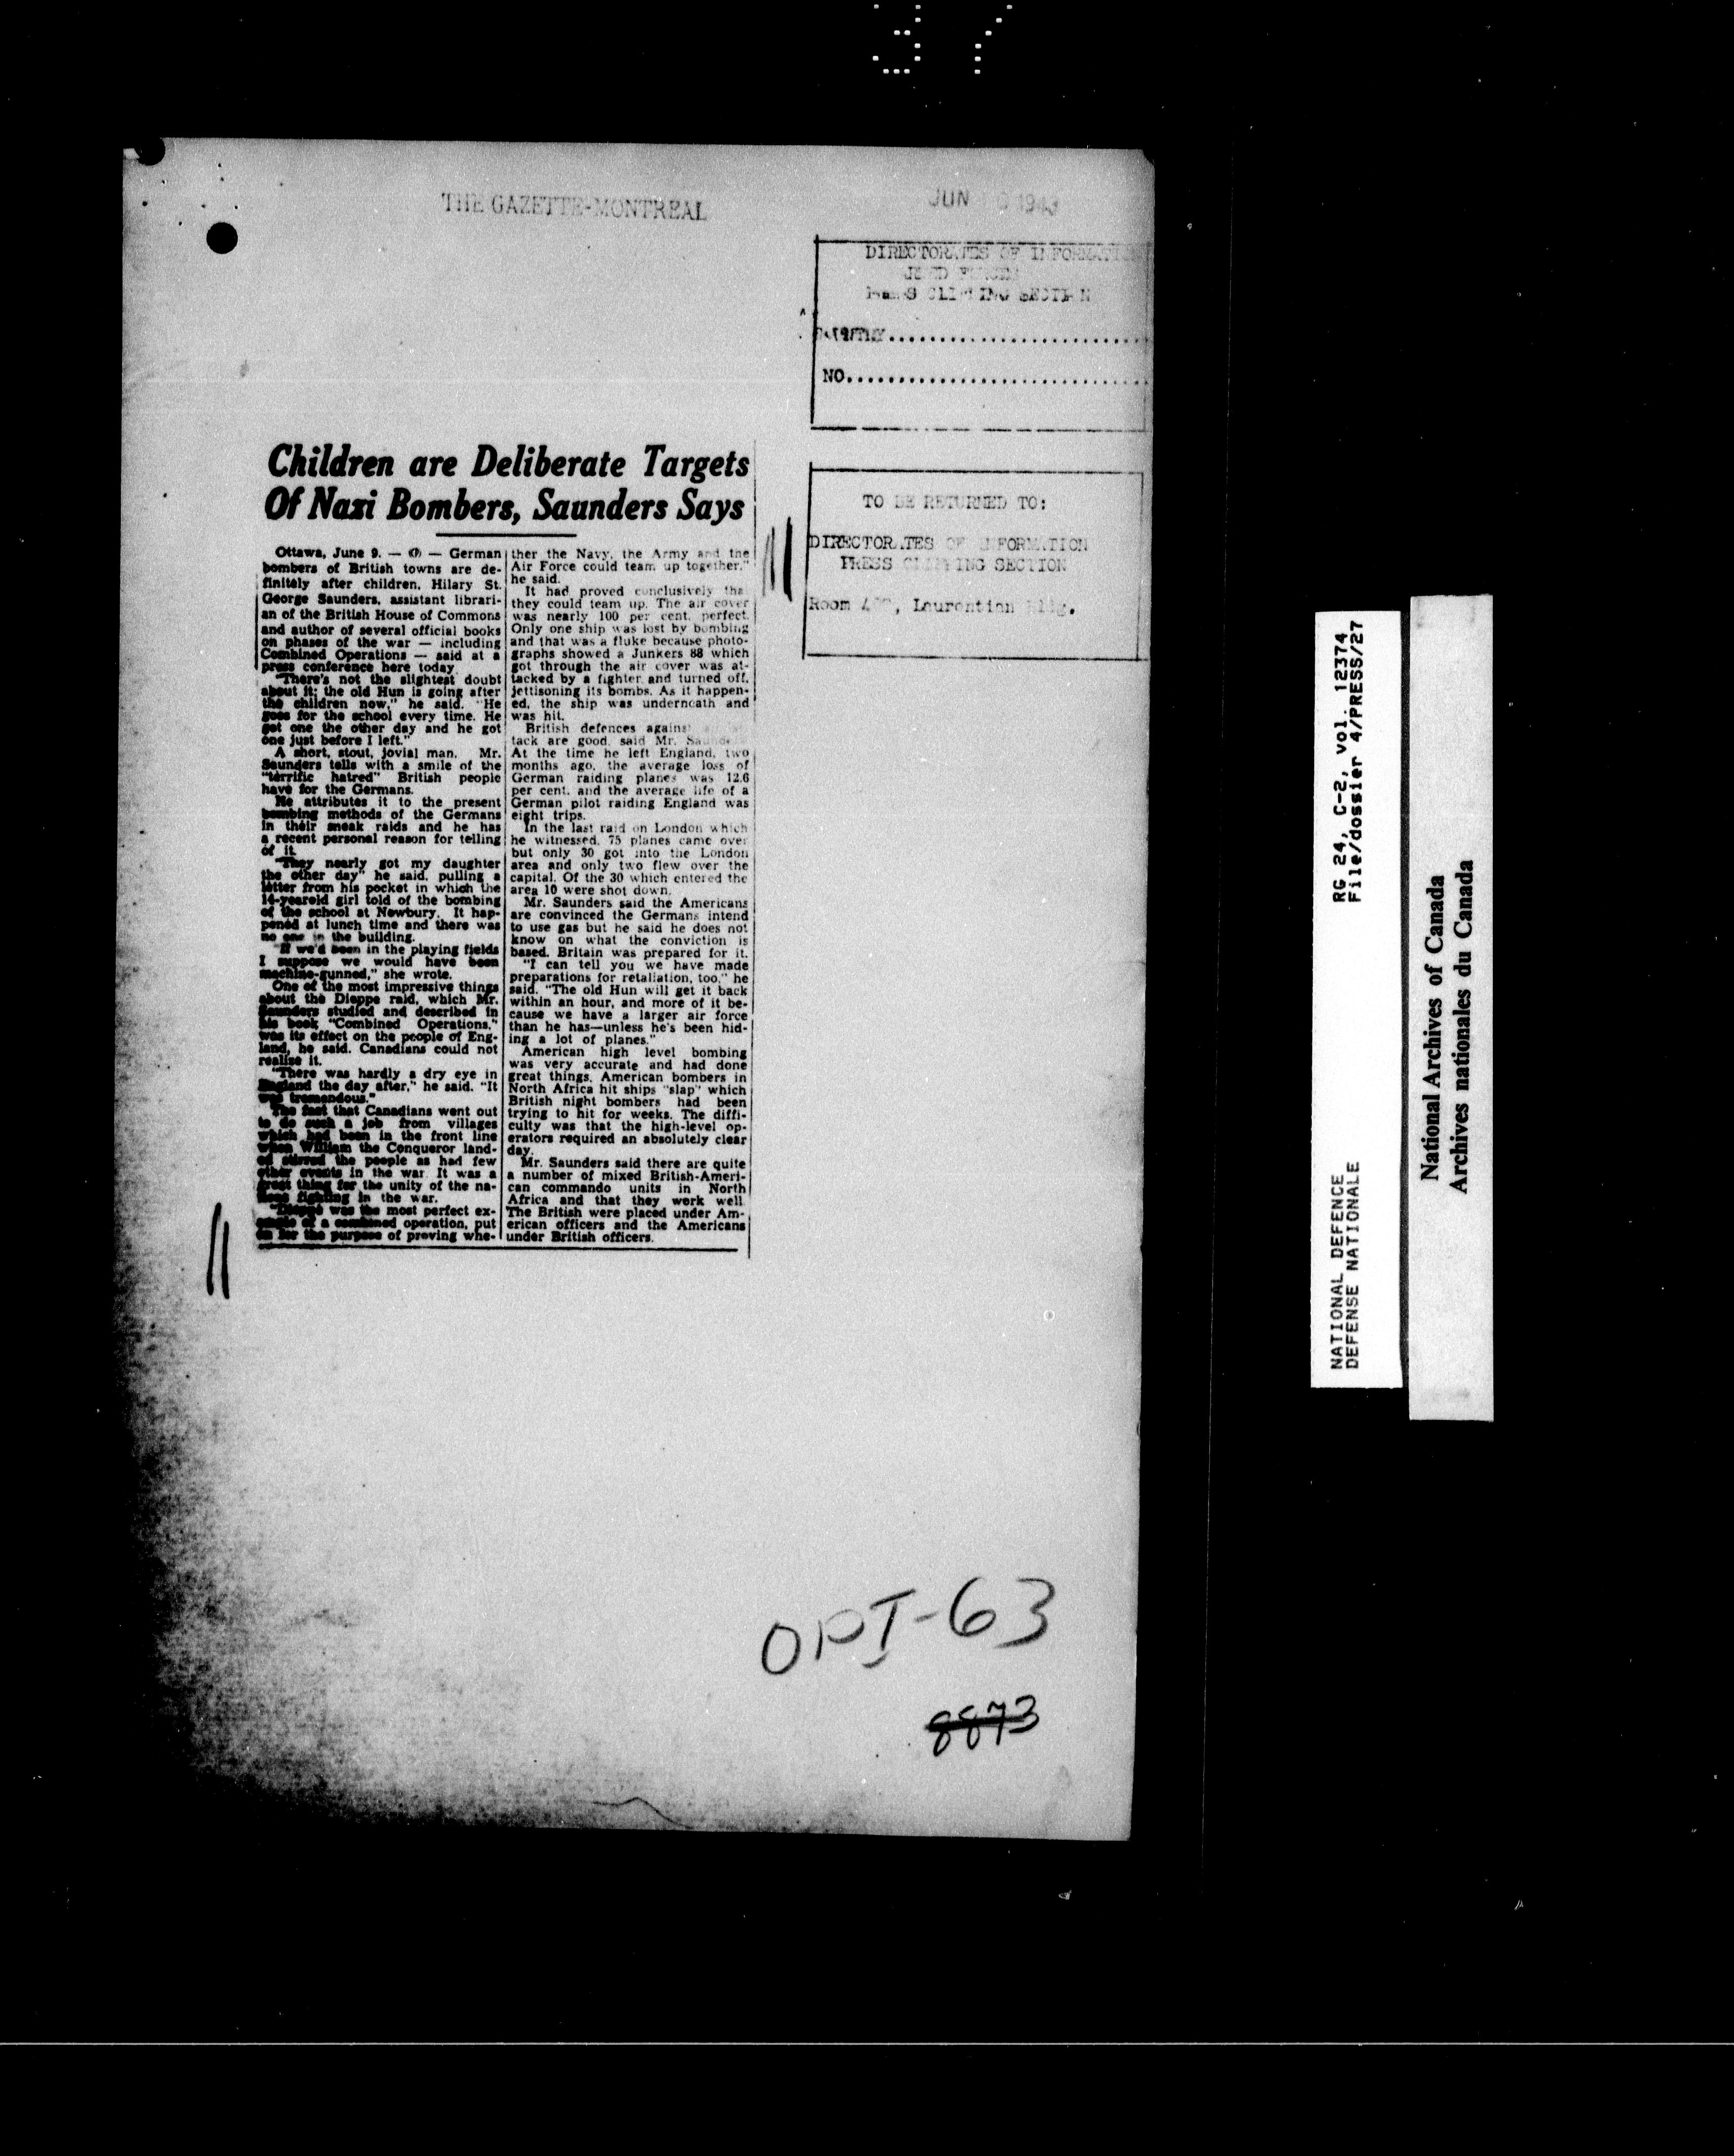 37
THE GAZETTE-MONTREAL
JUN 1943
DIRECTORATES OF INFORMATION
CLIPPING SECTION
NO.
TO BE RETURNED TO:
DIRECTORATES OF INFORMATION
PRESS CLIPPING SECTION
Room Laurentian Bldg.
Children are Deliberate Targets
Of Nazi Bombers, Saunders Says
Ottawa, June 9. — — German
bombers of British towns are de-
finitely after children, Hilary St.
George Saunders, assistant librari-
an of the British House of Commons
and author of several official books
on phases of the war — including
Combined Operations — said at a
press conference here today.
"There's not the slightest doubt
about it; the old Hun is going after
the children now," he said. "He
goes for the school every time. He
got one the other day and he got
one just before I left."
A short, stout, jovial man, Mr.
Saunders tells with a smile of the
"terrific hatred" British people
have for the Germans.
He attributes it to the present
bombing methods of the Germans
in their sneak raids and he has
a recent personal reason for telling
of it.
"They nearly got my daughter
the other day" he said, pulling a
letter from his pocket in which the
14-yearold girl told of the bombing
of the school at Newbury. It hap-
pened at lunch time and there was
no one in the building.
"If we'd been in the playing fields
I suppose we would have been
machine-gunned," she wrote.
One of the most impressive things
about the Dieppe raid, which Mr.
Saunders studied and described in
his book "Combined Operations,"
was its effect on the people of Eng-
land, he said. Canadians could not
realize it.
"There was hardly a dry eye in
England the day after," he said. "It
was tremendous."
The fact that Canadians went out
to do such a job from villages
which had been in the front line
when William the Conqueror land-
ed stirred the people as had few
other events in the war. It was a
great thing for the unity of the na-
tions fighting in the war.
"Dieppe was the most perfect ex-
ample of a combined operation, put
on for the purpose of proving whe-
ther the Navy, the Army and the
Air Force could team up together,"
he said.
It had proved conclusively tha
they could team up. The air cover
was nearly 100 per cent. perfect.
Only one ship was lost by bombing
and that was a fluke because photo-
graphs showed a Junkers 88 which
got through the air cover was at-
tacked by a fighter and turned off,
jettisoning its bombs. As it happen-
ed, the ship was underneath and
was hit.
British defences against
tack are good, said Mr. Saunders
At the time he left England, two
months ago, the average loss of
German raiding planes was 12.6
per cent. and the average life of a
German pilot raiding England was
eight trips.
In the last raid on London which
he witnessed, 75 planes came over
but only 30 got into the London
area and only two flew over the
capital. Of the 30 which entered the
area 10 were shot down.
Mr. Saunders said the Americans
are convinced the Germans intend
to use gas but he said he does not
know on what the conviction is
based. Britain was prepared for it.
"I can tell you we have made
preparations for retaliation, too," he
said. "The old Hun will get it back
within an hour, and more of it be-
cause we have a larger air force
than he has—unless he's been hid-
ing a lot of planes."
American high level bombing
was very accurate and had done
great things. American bombers in
North Africa hit ships "slap" which
British night bombers had been
trying to hit for weeks. The diffi-
culty was that the high-level op-
erators required an absolutely clear
day.
Mr. Saunders said there are quite
a number of mixed British-Ameri-
can commando units in North
Africa and that they work well.
The British were placed under Am-
erican officers and the Americans
under British officers.
OPI-63
8873
NATIONAL DEFENCE RG 24, C-2, vol. 12374
DEFENSE NATIONALE File/dossier 4/PRESS/27
National Archives of Canada
Archives nationales du Canada